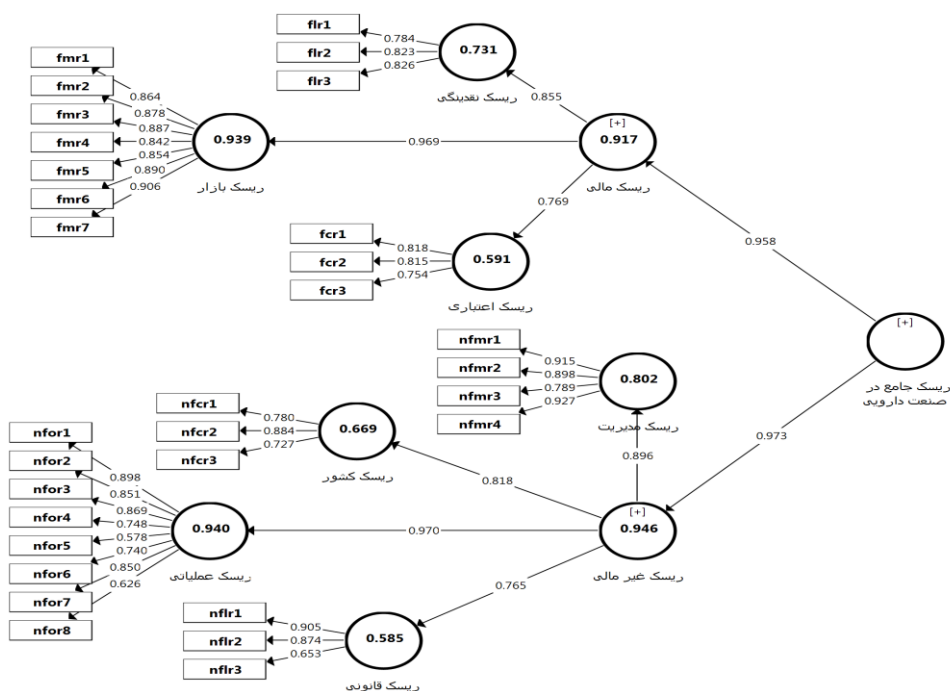 flr1
flr2
flr3
0.784
0.823
0.826
0.731
ریسک نقدینگی
0.855
fmr1
fmr2
fmr3
fmr4
fmr5
fmr6
fmr7
0.864
0.878
0.887
0.842
0.854
0.890
0.906
0.939
ریسک بازار
0.969
[+]
0.917
ریسک مالی
0.769
fcr1
fcr2
fcr3
0.818
0.815
0.754
0.591
ریسک اعتباری
0.958
[+]
ریسک جامع در
صنعت دارویی
0.973
nfmr1
nfmr2
nfmr3
nfmr4
0.915
0.898
0.789
0.927
0.802
ریسک مدیریت
0.896
nfcr1
nfcr2
nfcr3
0.780
0.884
0.727
0.669
ریسک کشور
0.818
nfor1
nfor2
nfor3
nfor4
nfor5
nfor6
nfor7
nfor8
0.898
0.851
0.869
0.748
0.578
0.740
0.850
0.626
0.940
ریسک عملیاتی
0.970
[+]
0.946
ریسک غیر مالی
0.765
nflr1
nflr2
nflr3
0.905
0.874
0.653
0.585
ریسک قانونی